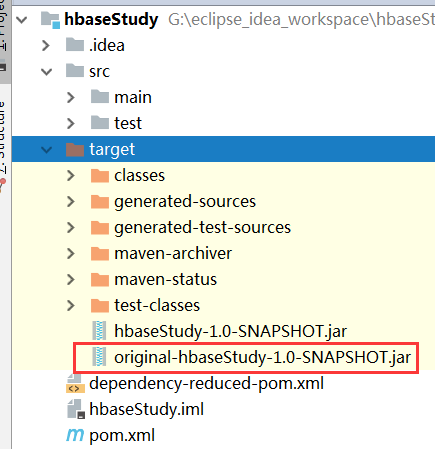 hbaseStudy G:\eclipse_idea_workspace\hbaseSt
.idea
src
main
test
target
classes
generated-sources
generated-test-sources
maven-archiver
maven-status
test-classes
hbaseStudy-1.0-SNAPSHOT.jar
original-hbaseStudy-1.0-SNAPSHOT.jar
dependency-reduced-pom.xml
hbaseStudy.iml
m pom.xml
Structure